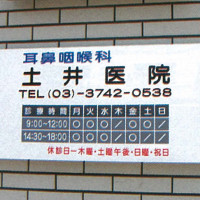 耳鼻咽喉科
土井医院
TEL (03)-3742-0538
診療時間 月 火 水 木 金 土 日
9:00~12:00 ○ ○ ○ / ○ ○ /
14:30~18:00 ○ ○ ○ / ○ / /
休診日ー木曜・土曜午後・日曜・祝日